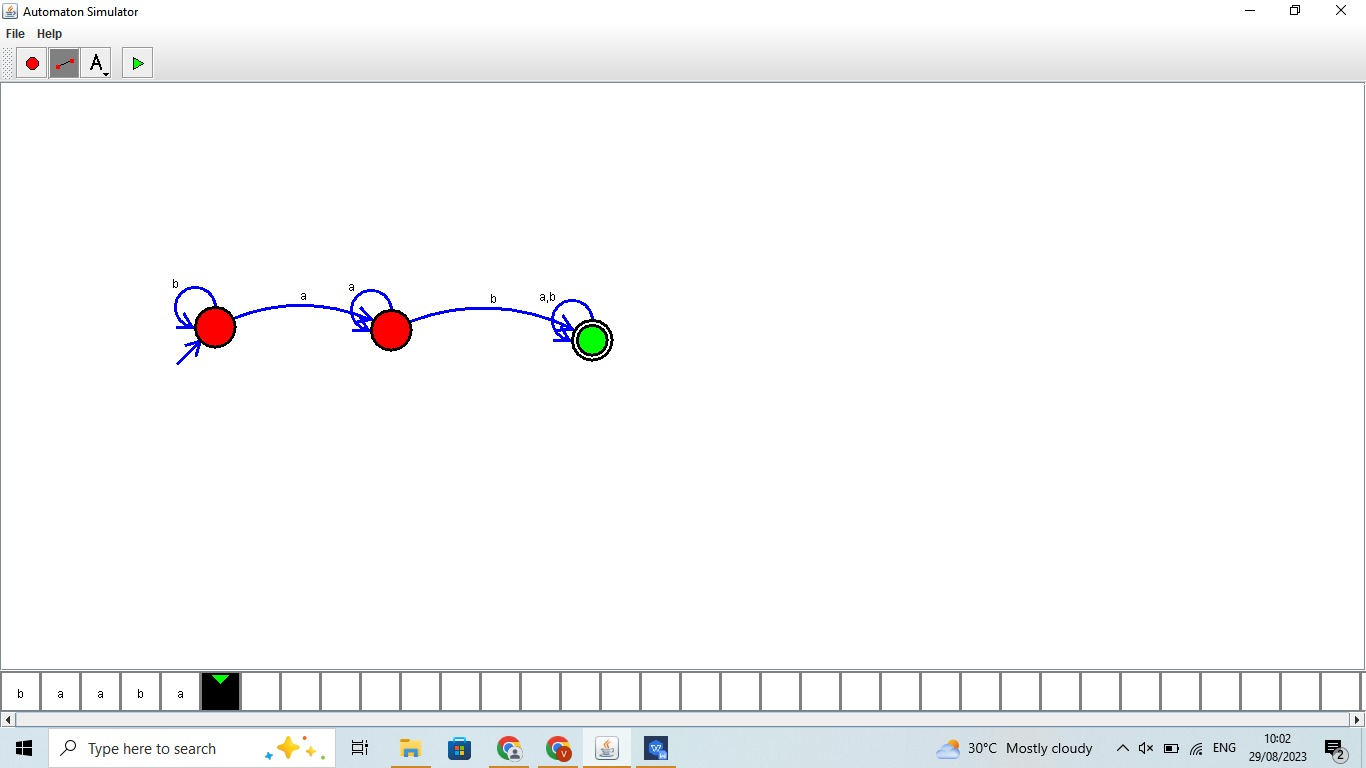 Automaton Simulator
File Help
A
b
a
a
b
a,b
b a a b a
Type here to search
30°C Mostly cloudy
ENG
10:02
29/08/2023
2